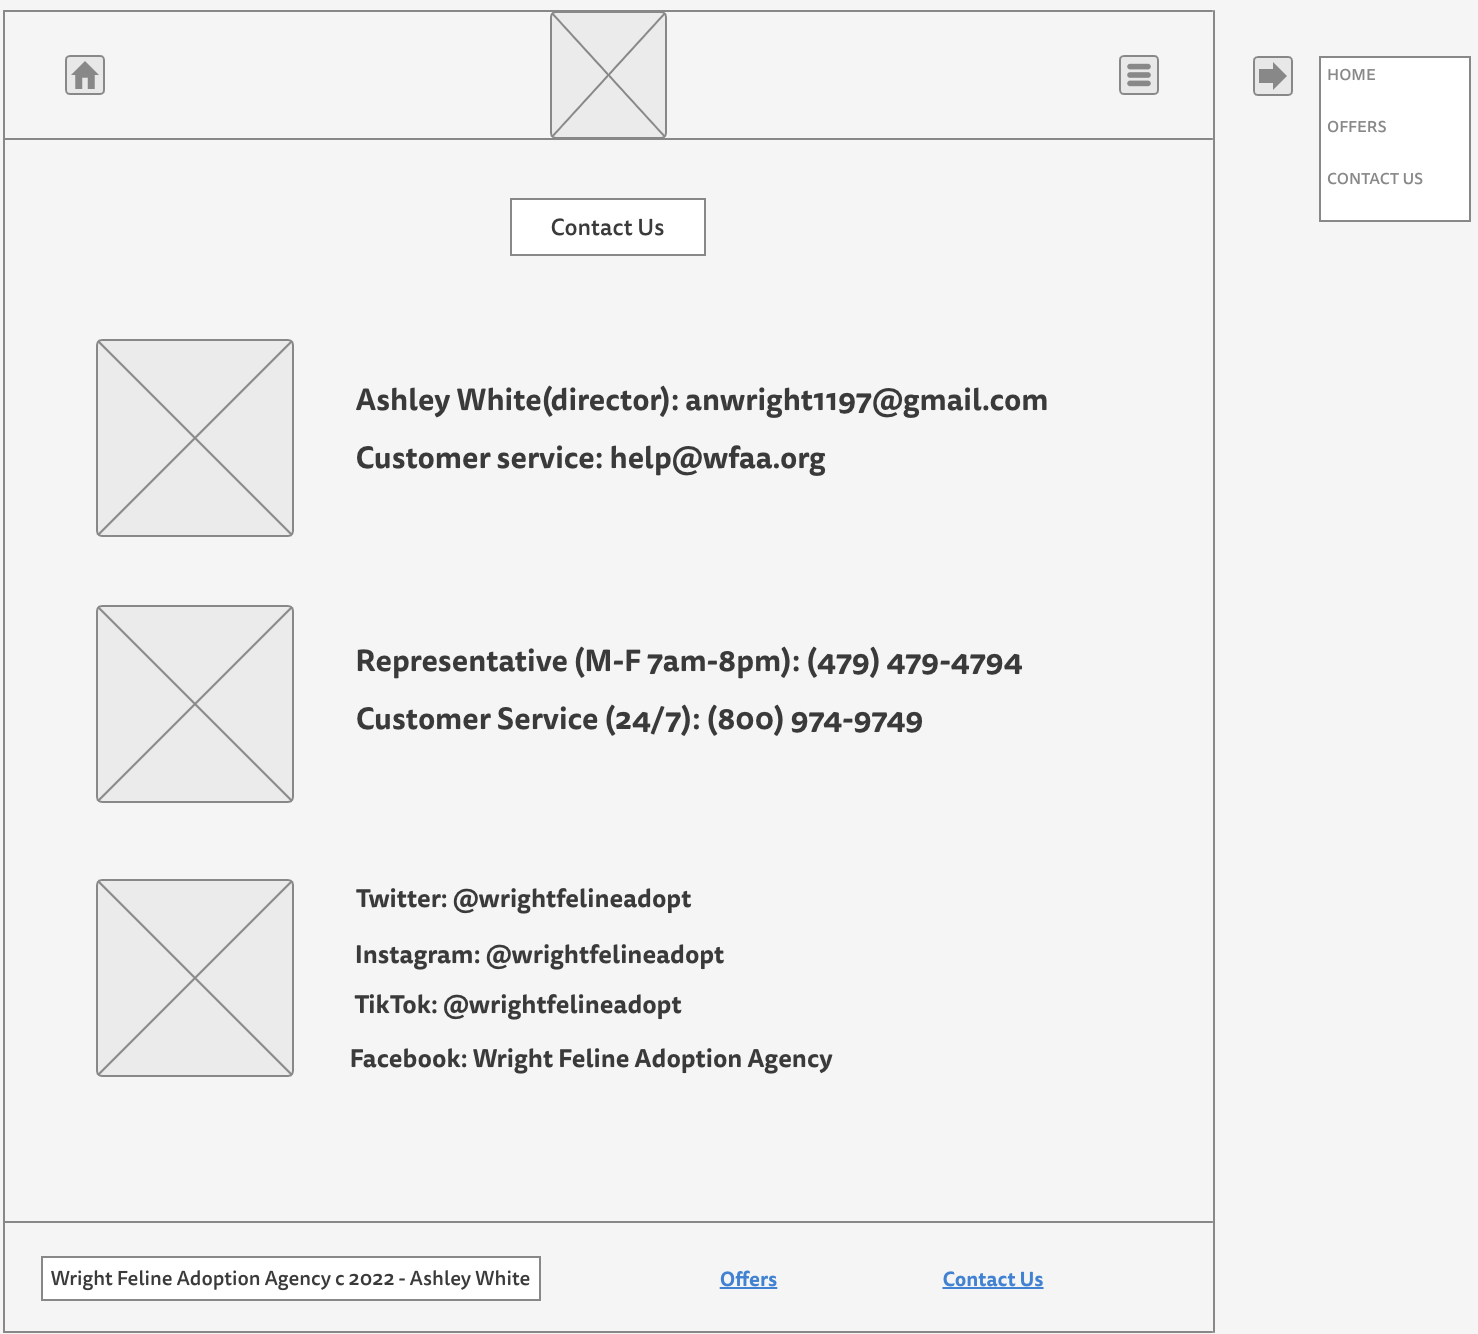 HOME
OFFERS
CONTACT US
Contact Us
Ashley White(director): anwright1197@gmail.com
Customer service: help@wfaa.org
Representative (M-F 7am-8pm): (479) 479-4794
Customer Service (24/7): (800) 974-9749
Twitter: @wrightfelineadopt
Instagram: @wrightfelineadopt
TikTok: @wrightfelineadopt
Facebook: Wright Feline Adoption Agency
Wright Feline Adoption Agency c 2022 - Ashley White
Offers
Contact Us